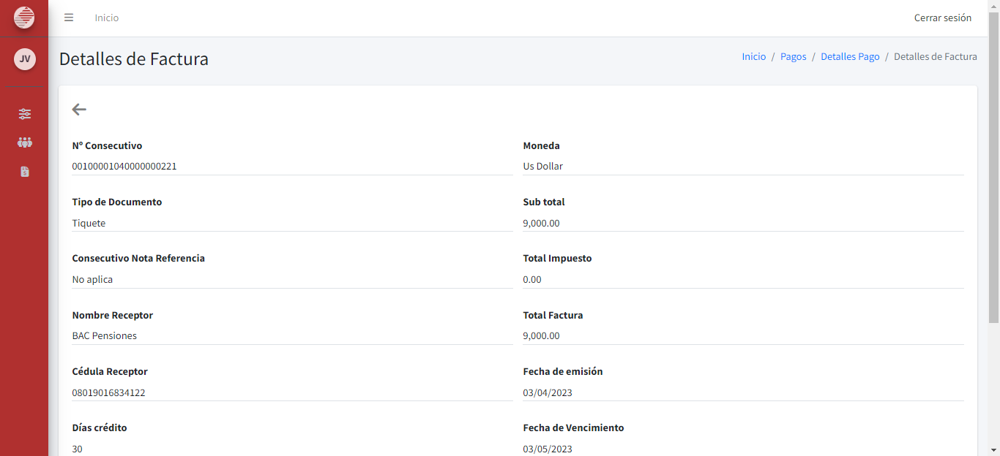 Inicio
Cerrar sesión
JV
Detalles de Factura
Inicio / Pagos / Detalles Pago / Detalles de Factura
Nº Consecutivo
00100001040000000221
Moneda
Us Dollar
Tipo de Documento
Tiquete
Sub total
9,000.00
Consecutivo Nota Referencia
No aplica
Total Impuesto
0.00
Nombre Receptor
BAC Pensiones
Total Factura
9,000.00
Cédula Receptor
08019016834122
Fecha de emisión
03/04/2023
Días crédito
30
Fecha de Vencimiento
03/05/2023